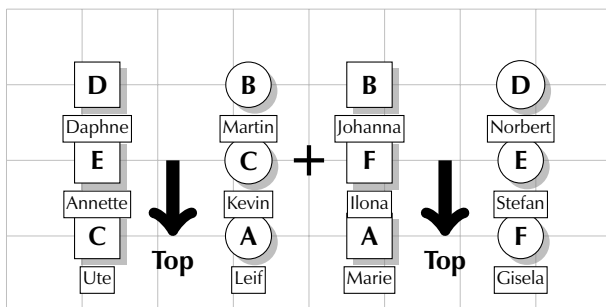 D B B D
Daphne Martin Johanna Norbert
E C + F E
Annette Kevin Ilona Stefan
C A A F
Top Top
Ute Leif Marie Gisela